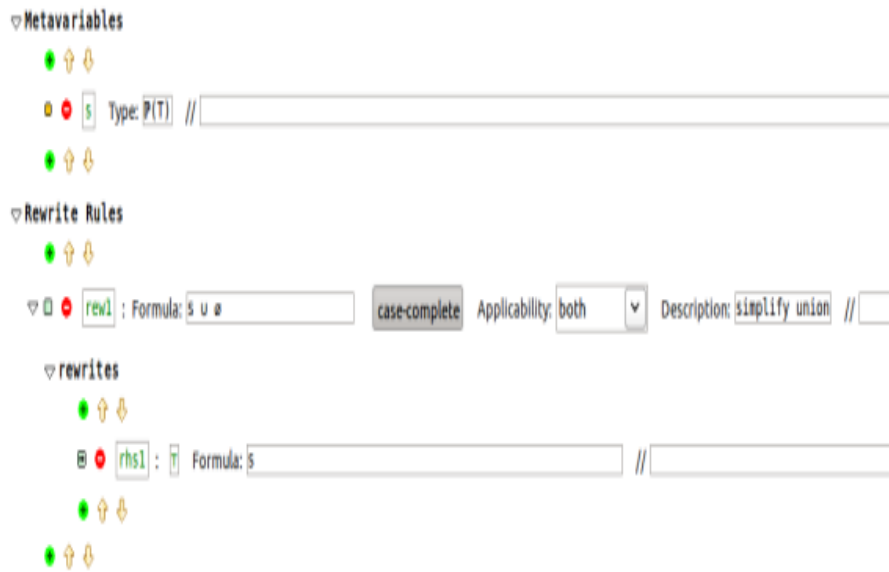 Metavariables
s Type: ℙ(T) //
Rewrite Rules
rew1 : Formula: s ∪ ∅ case-complete Applicability: both Description: simplify union //
rewrites
rhs1 : ⊤ Formula: s //